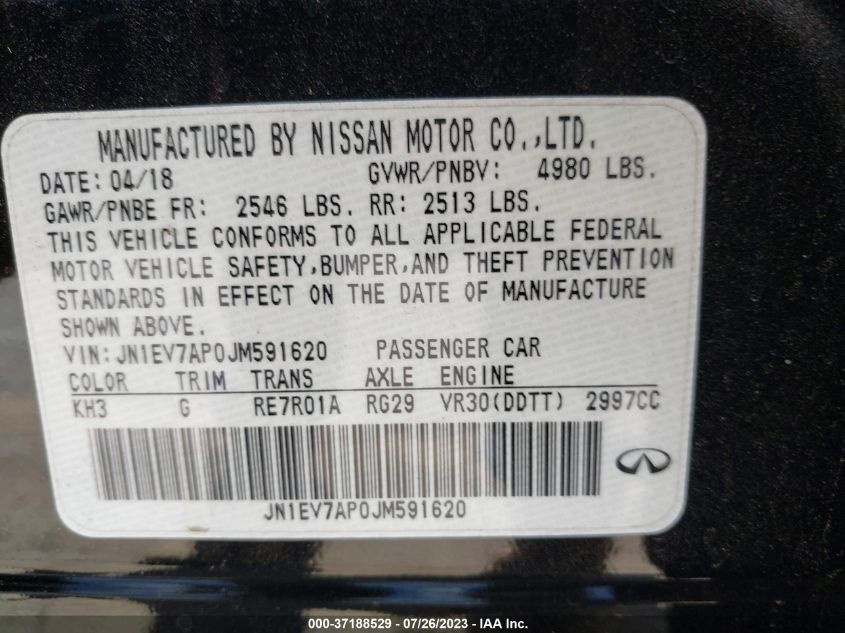 MANUFACTURED BY NISSAN MOTOR CO.,LTD.
DATE: 04/18 GVWR/PNBV: 4980 LBS.
GAWR/PNBE FR: 2546 LBS. RR: 2513 LBS.
THIS VEHICLE CONFORMS TO ALL APPLICABLE FEDERAL
MOTOR VEHICLE SAFETY,BUMPER,AND THEFT PREVENTION
STANDARDS IN EFFECT ON THE DATE OF MANUFACTURE
SHOWN ABOVE.
VIN:JN1EV7AP0JM591620 PASSENGER CAR
COLOR TRIM TRANS AXLE ENGINE
KH3 G RE7R01A RG29 VR30(DDTT) 2997CC
JN1EV7AP0JM591620
000-37188529 - 07/26/2023 - IAA Inc.